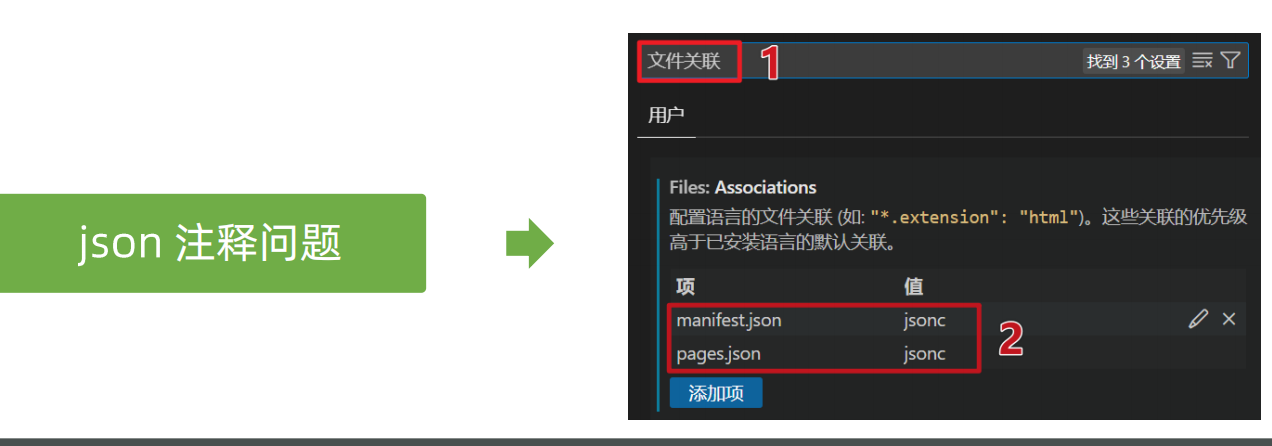 json 注释问题
文件关联
1
找到 3 个设置
用户
Files: Associations
配置语言的文件关联 (如: "*.extension": "html")。这些关联的优先级
高于已安装语言的默认关联。
项 值
manifest.json jsonc
pages.json jsonc
2
添加项